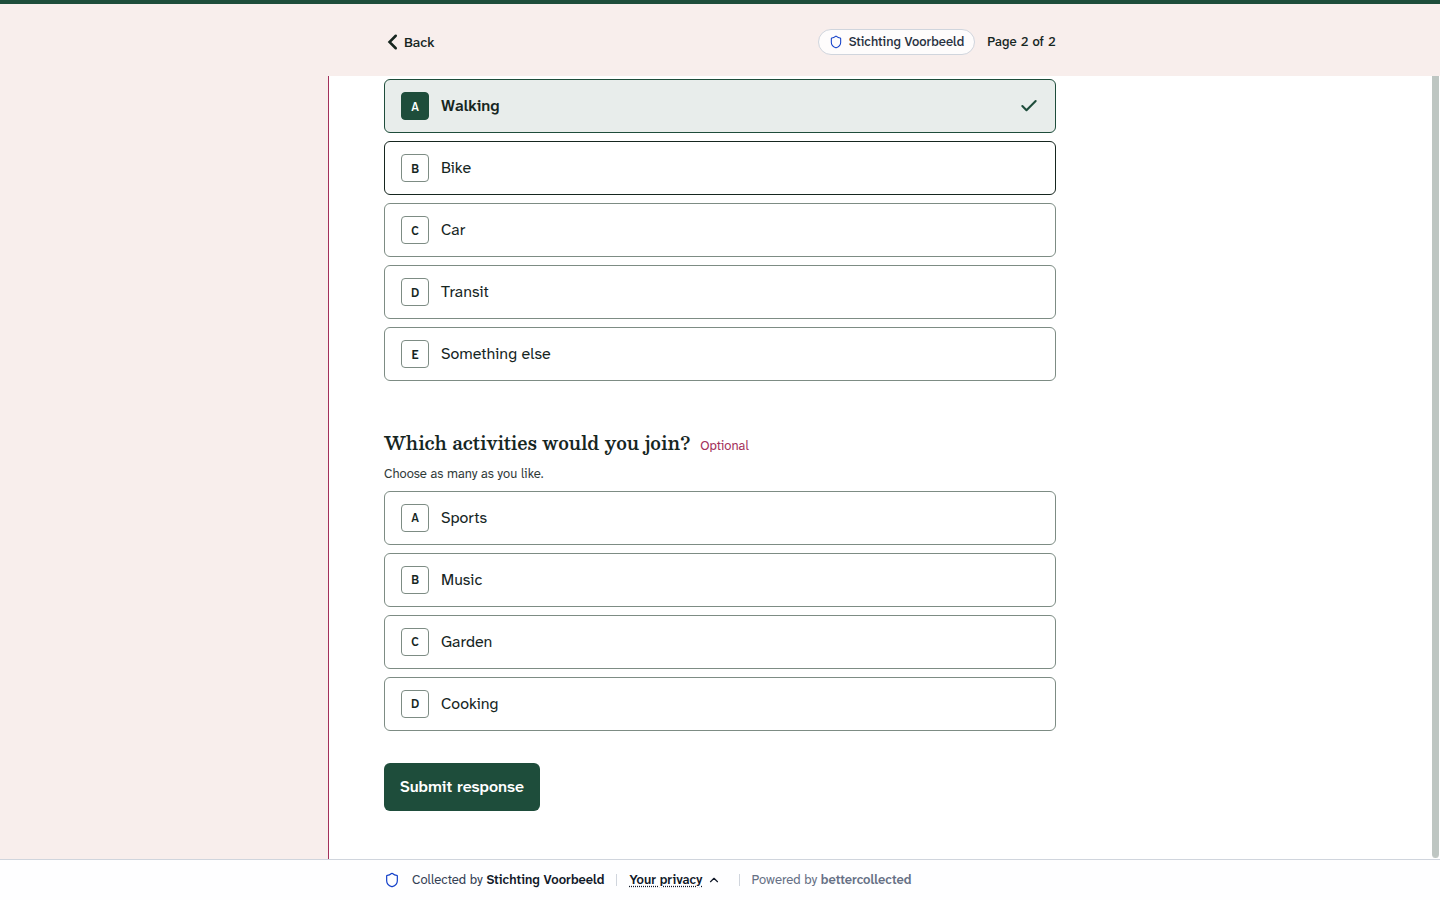 Back
Stichting Voorbeeld
Page 2 of 2
A Walking
B Bike
C Car
D Transit
E Something else
Which activities would you join? Optional
Choose as many as you like.
A Sports
B Music
C Garden
D Cooking
Submit response
Collected by Stichting Voorbeeld
Your privacy
Powered by bettercollected